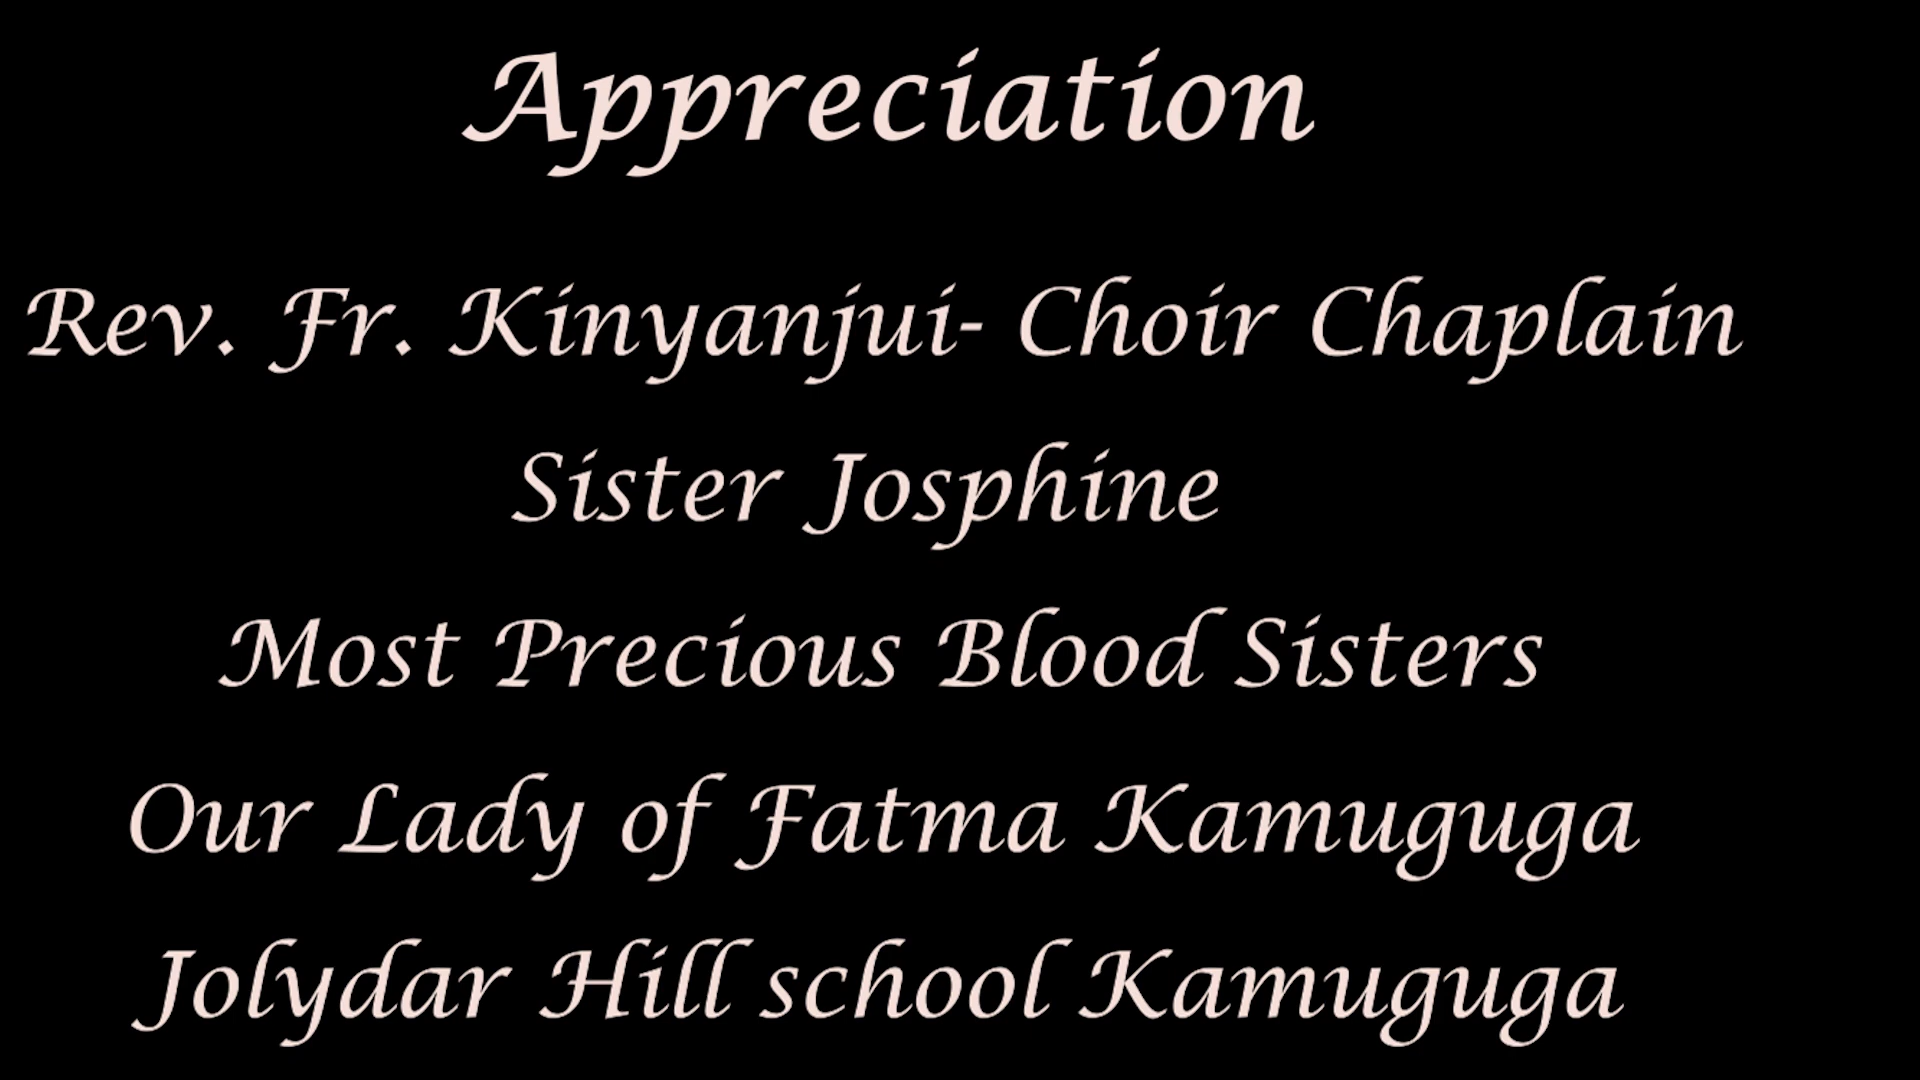 Appreciation
Rev. Fr. Kinyanjui- Choir Chaplain
Sister Josphine
Most Precious Blood Sisters
Our Lady of Fatma Kamuguga
Jolydar Hill school Kamuguga